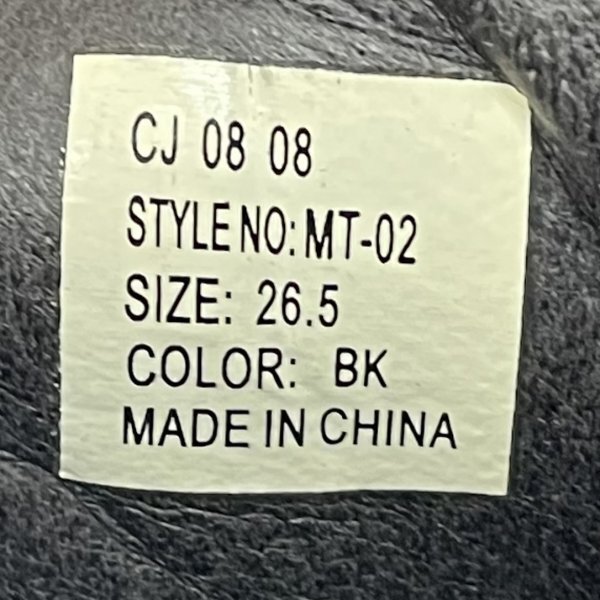 CJ 08 08
STYLE NO: MT-02
SIZE: 26.5
COLOR: BK
MADE IN CHINA